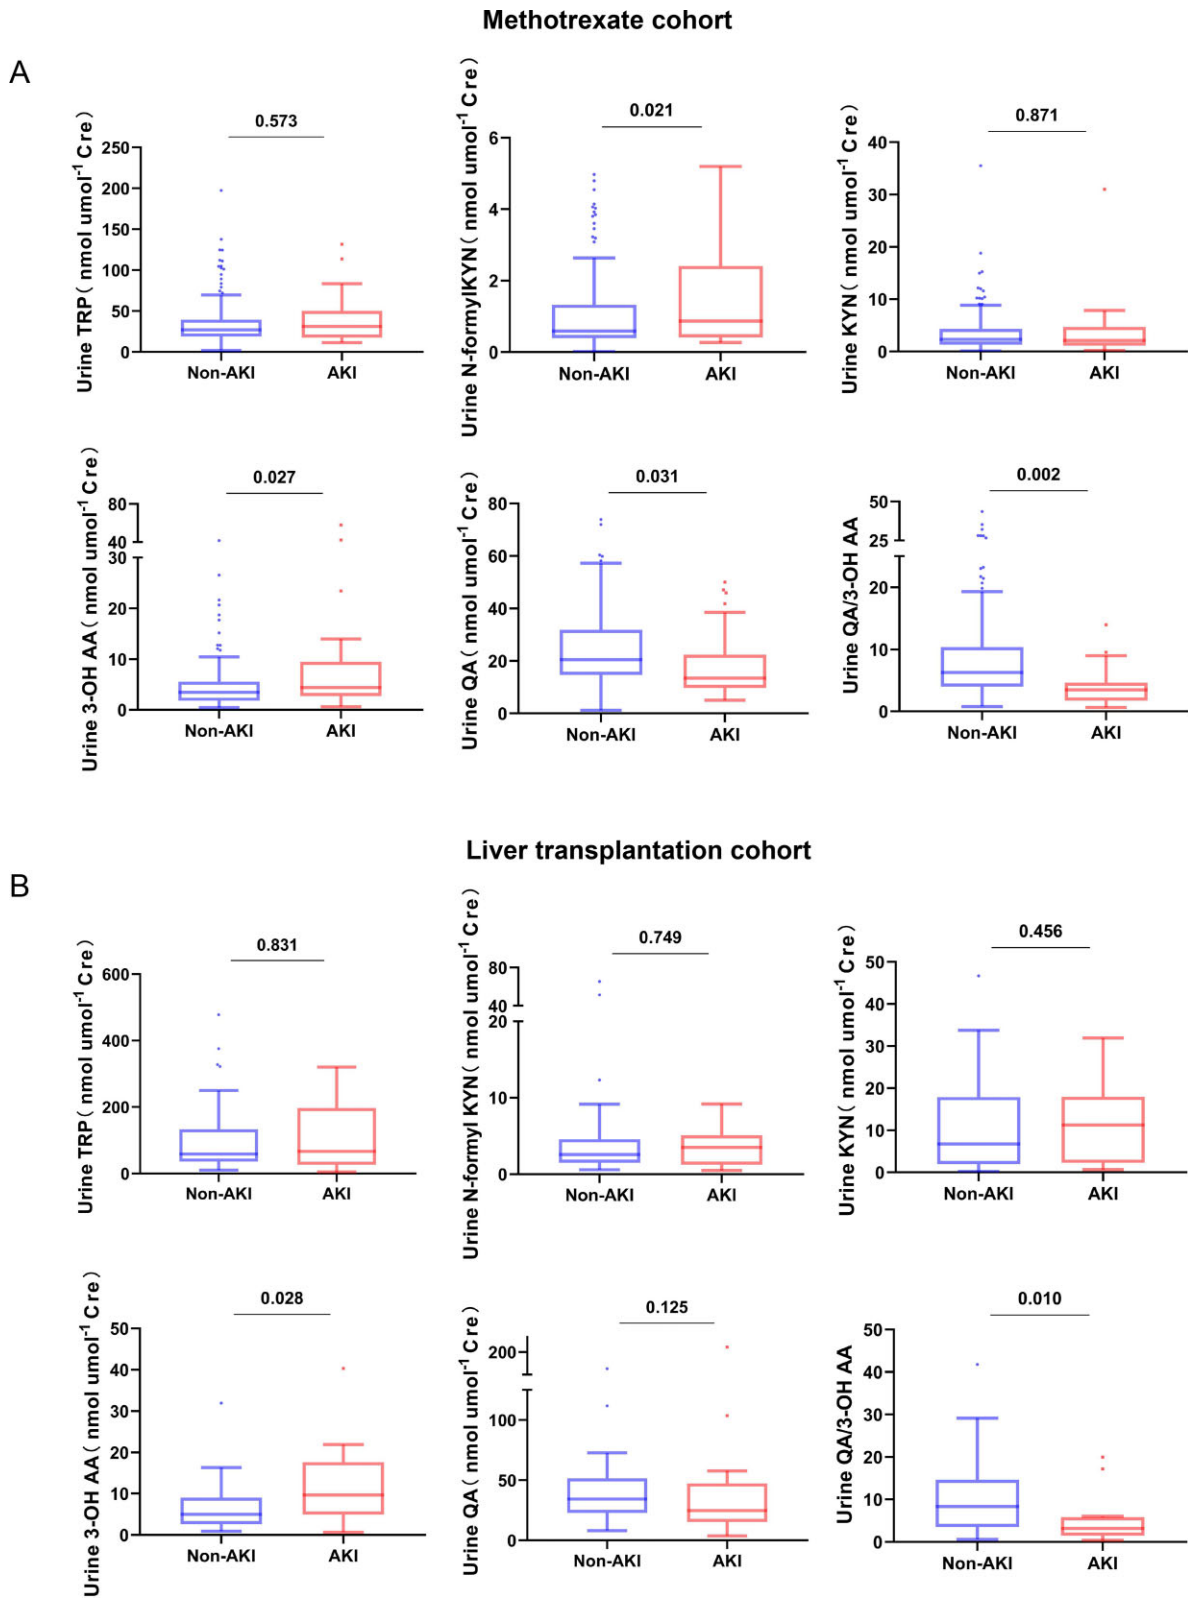 Methotrexate cohort
A
Urine TRP( nmol umol⁻¹ Cre)
0.573
250
200
150
100
50
0
Non-AKI AKI
Urine N-formylKYN( nmol umol⁻¹ Cre)
0.021
6
4
2
0
Non-AKI AKI
Urine KYN( nmol umol⁻¹ Cre)
0.871
40
30
20
10
0
Non-AKI AKI
Urine 3-OH AA( nmol umol⁻¹ Cre)
0.027
80
40
30
20
10
0
Non-AKI AKI
Urine QA( nmol umol⁻¹ Cre)
0.031
80
60
40
20
0
Non-AKI AKI
Urine QA/3-OH AA
0.002
50
25
20
10
0
Non-AKI AKI
Liver transplantation cohort
B
Urine TRP( nmol umol⁻¹ Cre)
0.831
600
400
200
0
Non-AKI AKI
Urine N-formyl KYN( nmol umol⁻¹ Cre)
0.749
80
40
20
10
0
Non-AKI AKI
Urine KYN( nmol umol⁻¹ Cre)
0.456
50
40
30
20
10
0
Non-AKI AKI
Urine 3-OH AA( nmol umol⁻¹ Cre)
0.028
50
40
30
20
10
0
Non-AKI AKI
Urine QA( nmol umol⁻¹ Cre)
0.125
200
100
50
0
Non-AKI AKI
Urine QA/3-OH AA
0.010
50
40
30
20
10
0
Non-AKI AKI